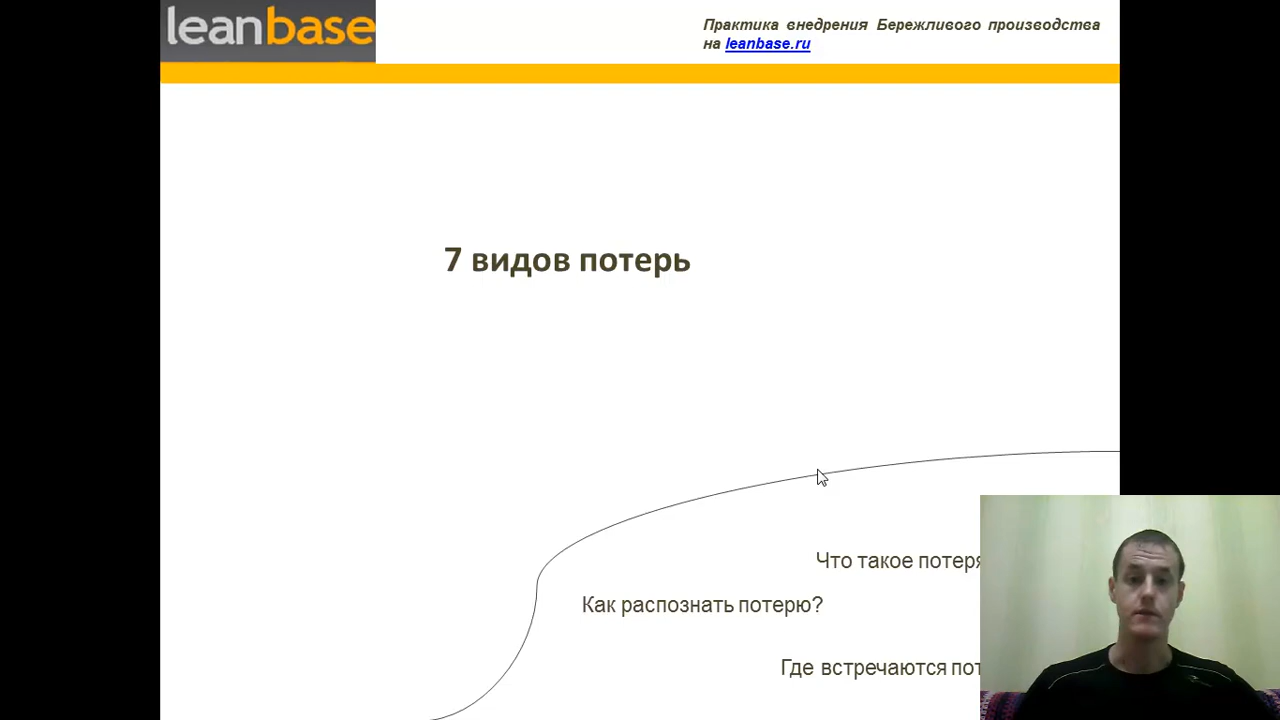 leanbase
Практика внедрения Бережливого производства
на leanbase.ru
7 видов потерь
Что такое потеря
Как распознать потерю?
Где встречаются